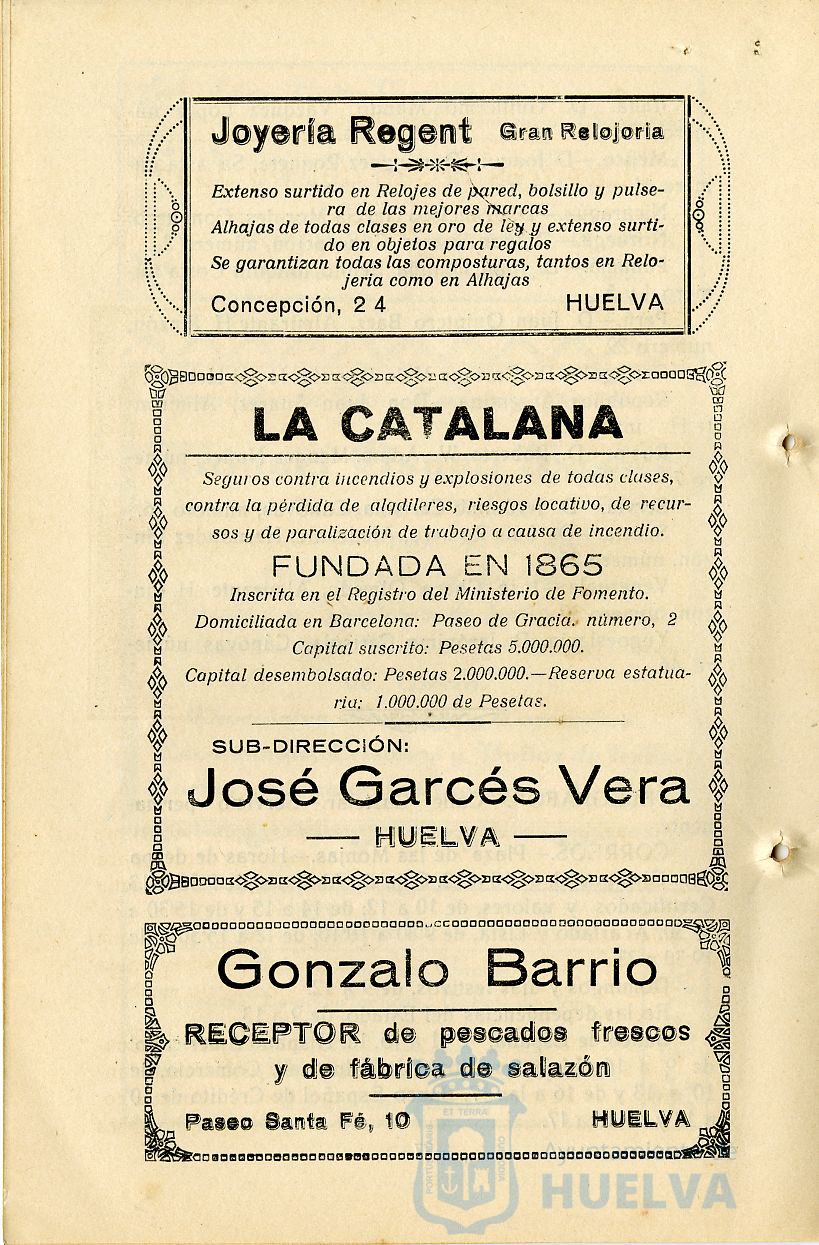 Joyería Regent Gran Relojoria
Extenso surtido en Relojes de pared, bolsillo y pulse-
ra de las mejores marcas
Alhajas de todas clases en oro de ley y extenso surti-
do en objetos para regalos
Se garantizan todas las composturas, tantos en Relo-
jeria como en Alhajas
Concepción, 24 HUELVA
LA CATALANA
Seguros contra incendios y explosiones de todas clases,
contra la pérdida de alqdileres, riesgos locativo, de recur-
sos y de paralización de trabajo a causa de incendio.
FUNDADA EN 1865
Inscrita en el Registro del Ministerio de Fomento.
Domiciliada en Barcelona: Paseo de Gracia. número, 2
Capital suscrito: Pesetas 5.000.000.
Capital desembolsado: Pesetas 2.000.000.—Reserva estatua-
ria: 1.000.000 de Pesetas.
SUB-DIRECCIÓN:
José Garcés Vera
— HUELVA —
Gonzalo Barrio
RECEPTOR de pescados frescos
y de fábrica de salazón
Paseo Santa Fé, 10 HUELVA
ET TERRA
Ayuntamiento de
HUELVA